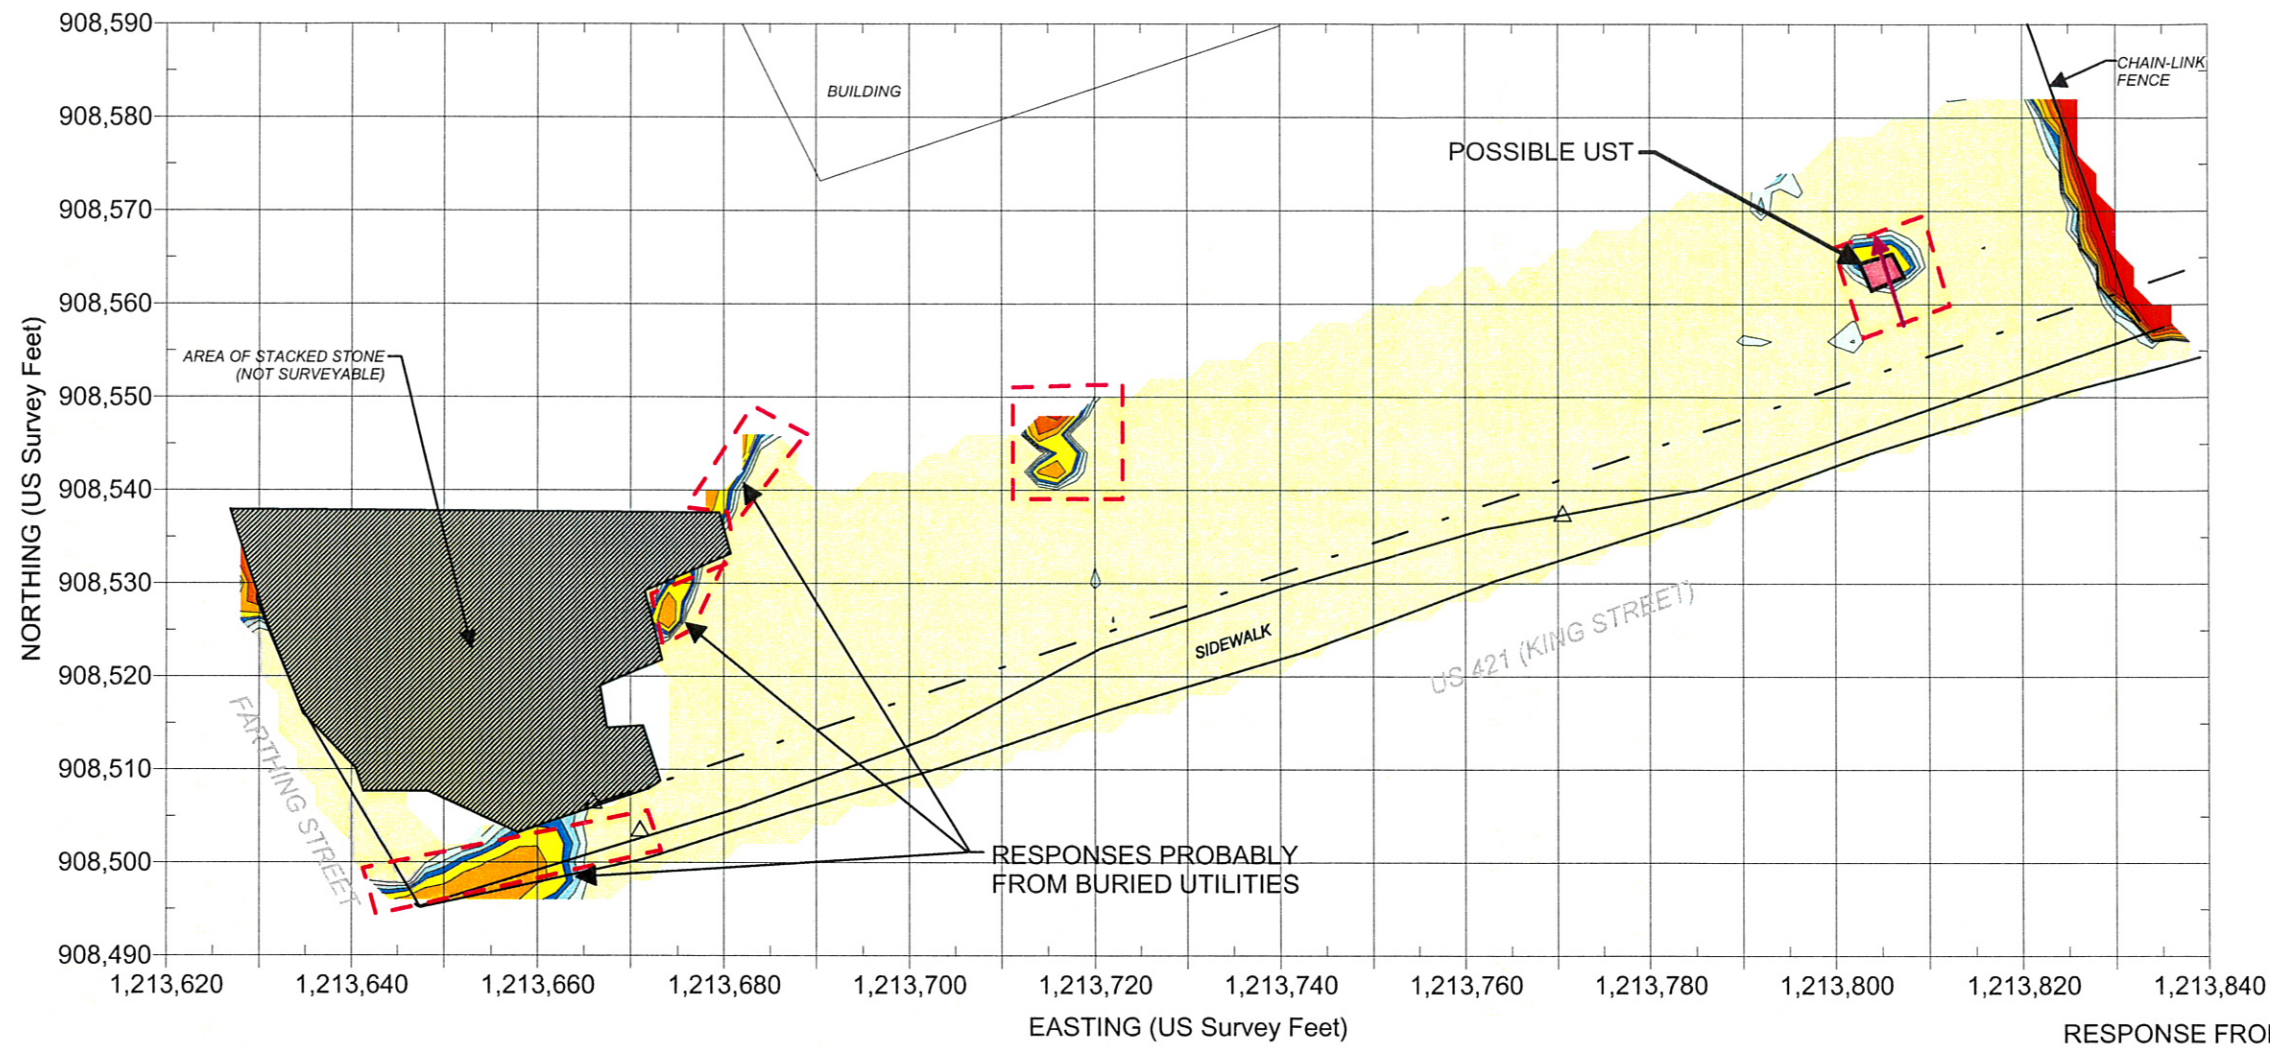 908,590
908,580
908,570
908,560
908,550
908,540
908,530
908,520
908,510
908,500
908,490
NORTHING (US Survey Feet)
BUILDING
CHAIN-LINK
FENCE
POSSIBLE UST
AREA OF STACKED STONE
(NOT SURVEYABLE)
SIDEWALK
US 421 (KING STREET)
FARTHING STREET
RESPONSES PROBABLY
FROM BURIED UTILITIES
1,213,620
1,213,640
1,213,660
1,213,680
1,213,700
1,213,720
1,213,740
1,213,760
1,213,780
1,213,800
1,213,820
1,213,840
EASTING (US Survey Feet)
RESPONSE FRO